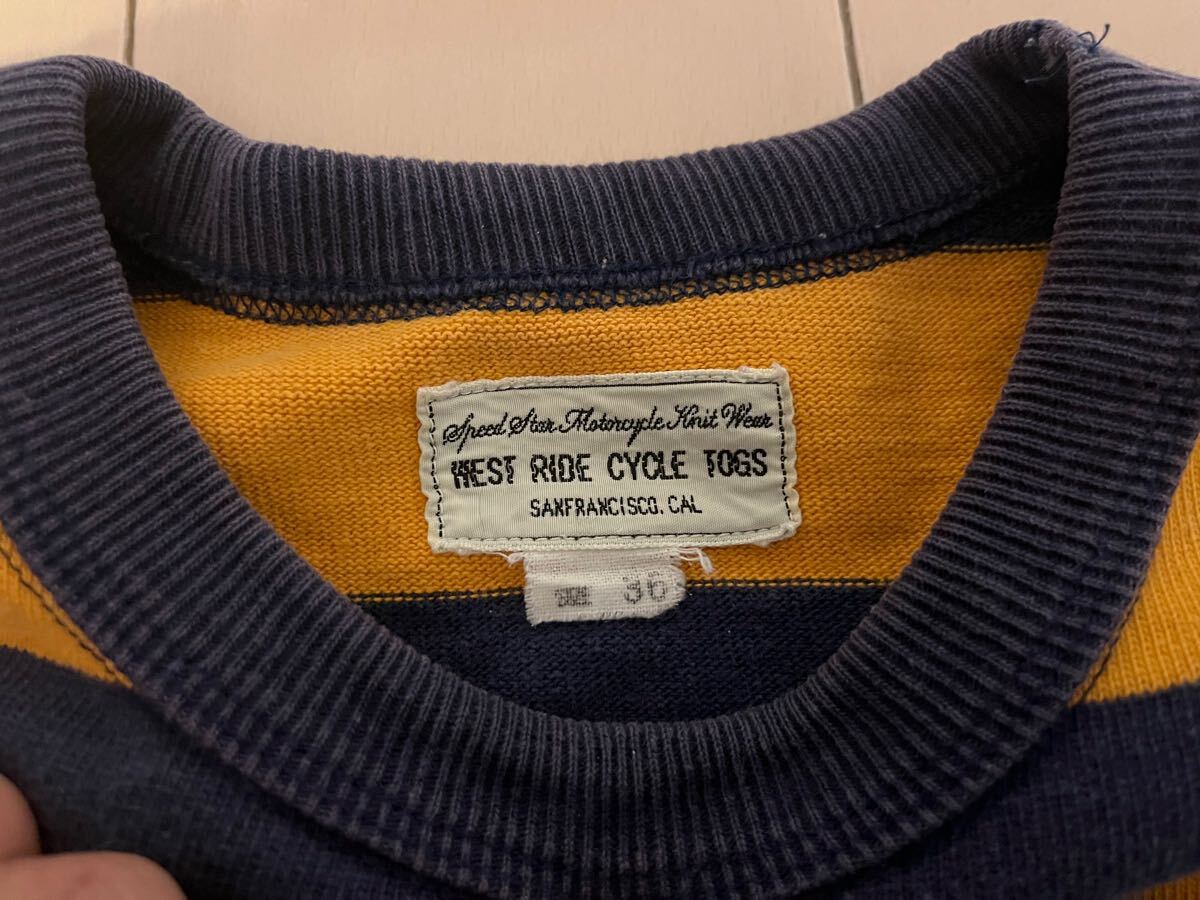 Speed Star Motorcycle Knit Wear
WEST RIDE CYCLE TOGS
SANFRANCISCO. CAL
36